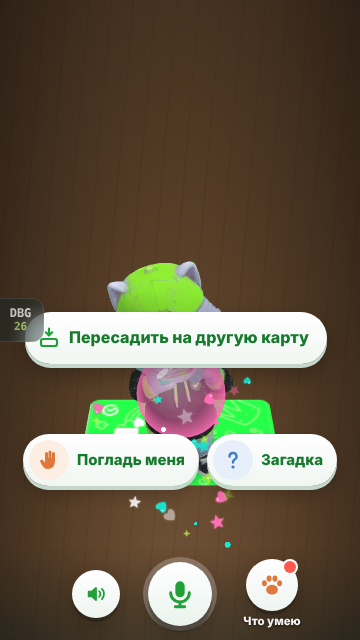 DBG
26
Пересадить на другую карту
Погладь меня
Загадка
Что умею